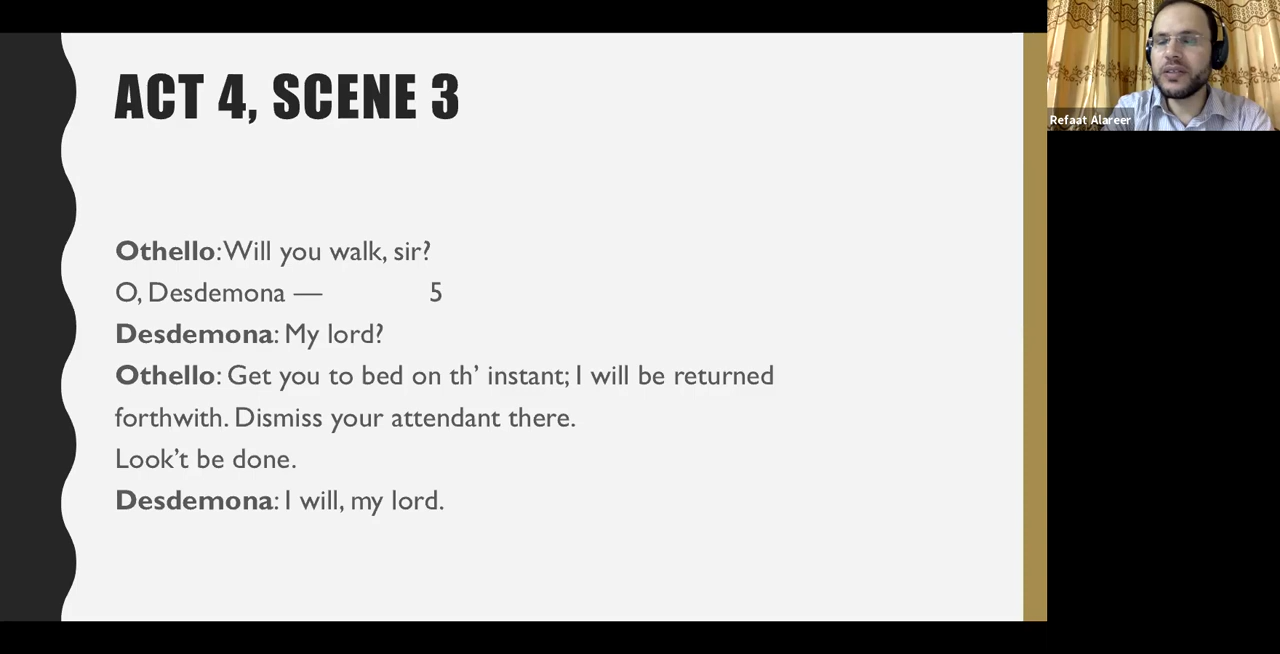 ACT 4, SCENE 3
Othello: Will you walk, sir?
O, Desdemona — 5
Desdemona: My lord?
Othello: Get you to bed on th’ instant; I will be returned
forthwith. Dismiss your attendant there.
Look’t be done.
Desdemona: I will, my lord.
Refaat Alareer